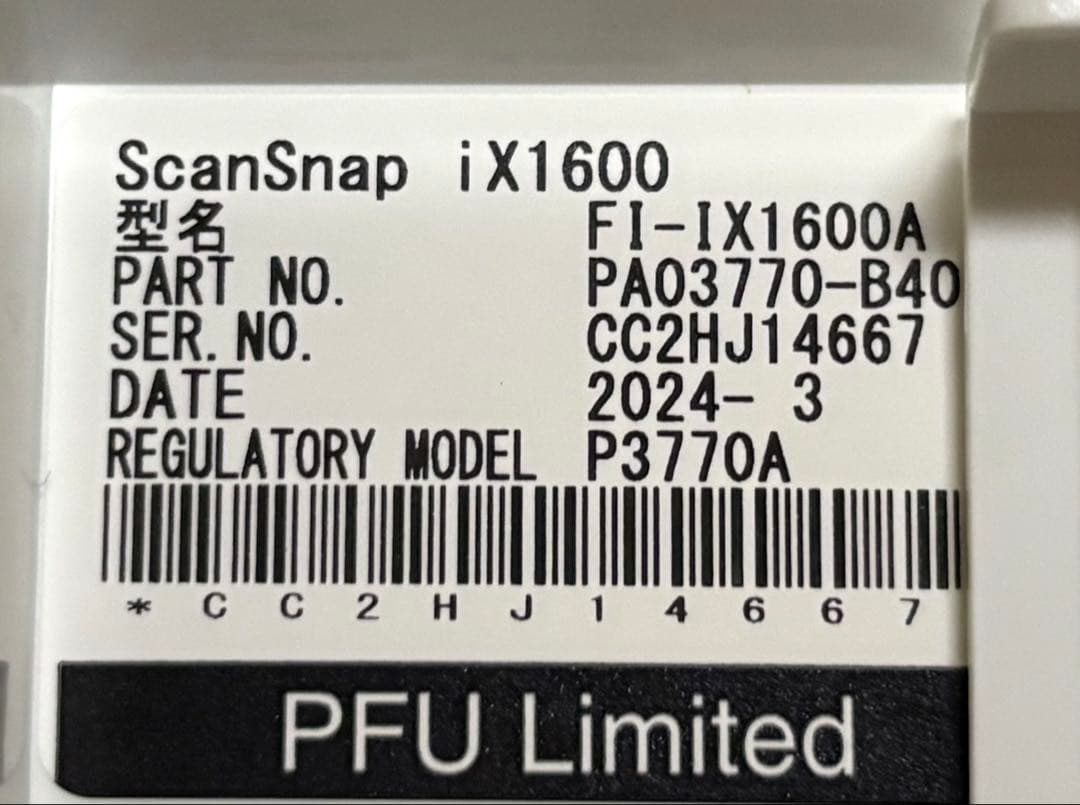 ScanSnap iX1600
型名 FI-IX1600A
PART NO. PA03770-B40
SER. NO. CC2HJ14667
DATE 2024- 3
REGULATORY MODEL P3770A
* C C 2 H J 1 4 6 6 7
PFU Limited